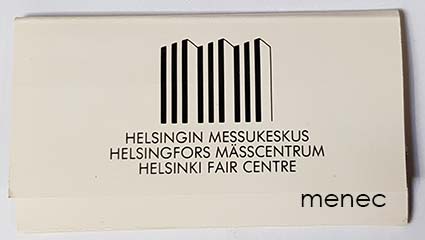 HELSINGIN MESSUKESKUS
HELSINGFORS MÄSSCENTRUM
HELSINKI FAIR CENTRE
menec